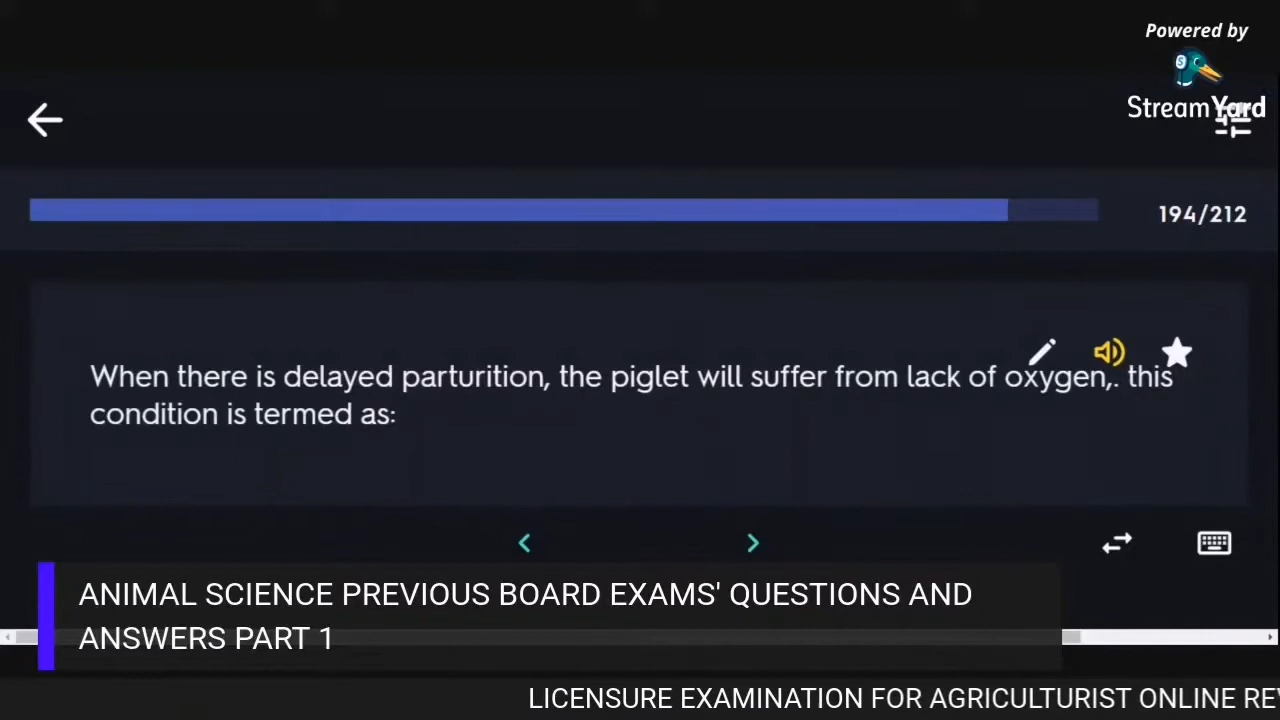 Powered by
StreamYard
194/212
When there is delayed parturition, the piglet will suffer from lack of oxygen,. this
condition is termed as:
ANIMAL SCIENCE PREVIOUS BOARD EXAMS' QUESTIONS AND
ANSWERS PART 1
LICENSURE EXAMINATION FOR AGRICULTURIST ONLINE RE